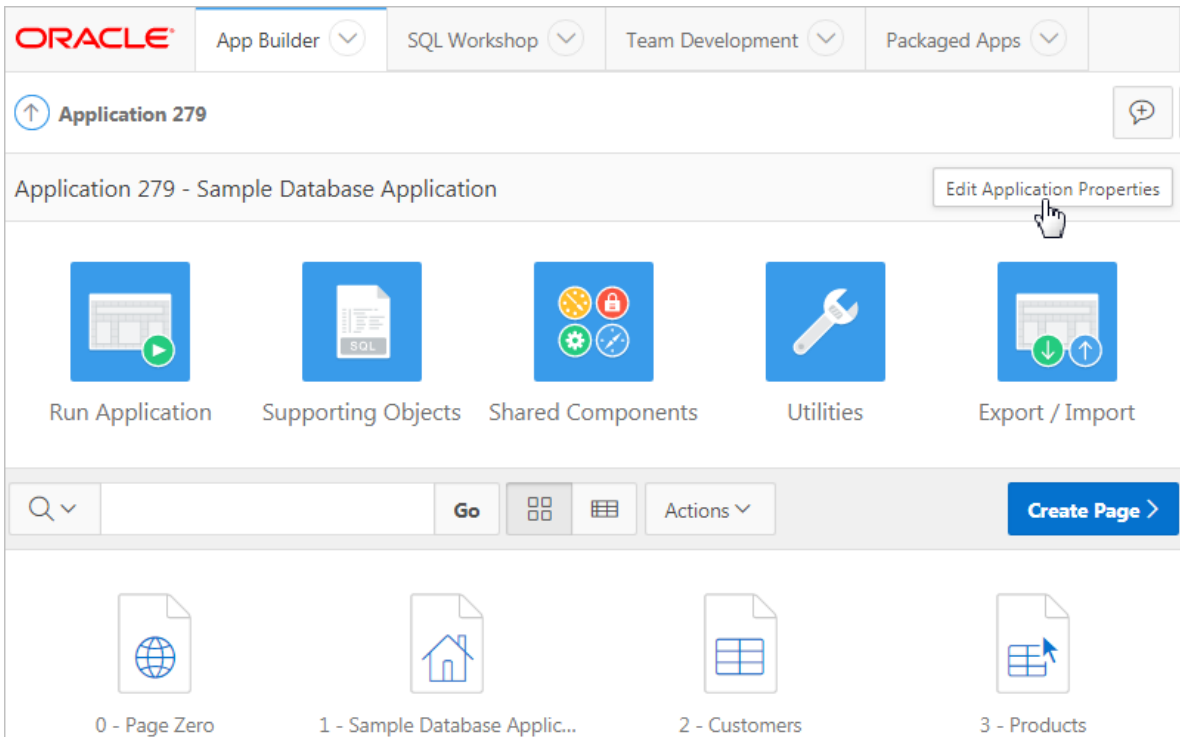 ORACLE® App Builder SQL Workshop Team Development Packaged Apps
Application 279
Application 279 - Sample Database Application Edit Application Properties
SQL
Run Application Supporting Objects Shared Components Utilities Export / Import
Go Actions Create Page
0 - Page Zero 1 - Sample Database Applic... 2 - Customers 3 - Products